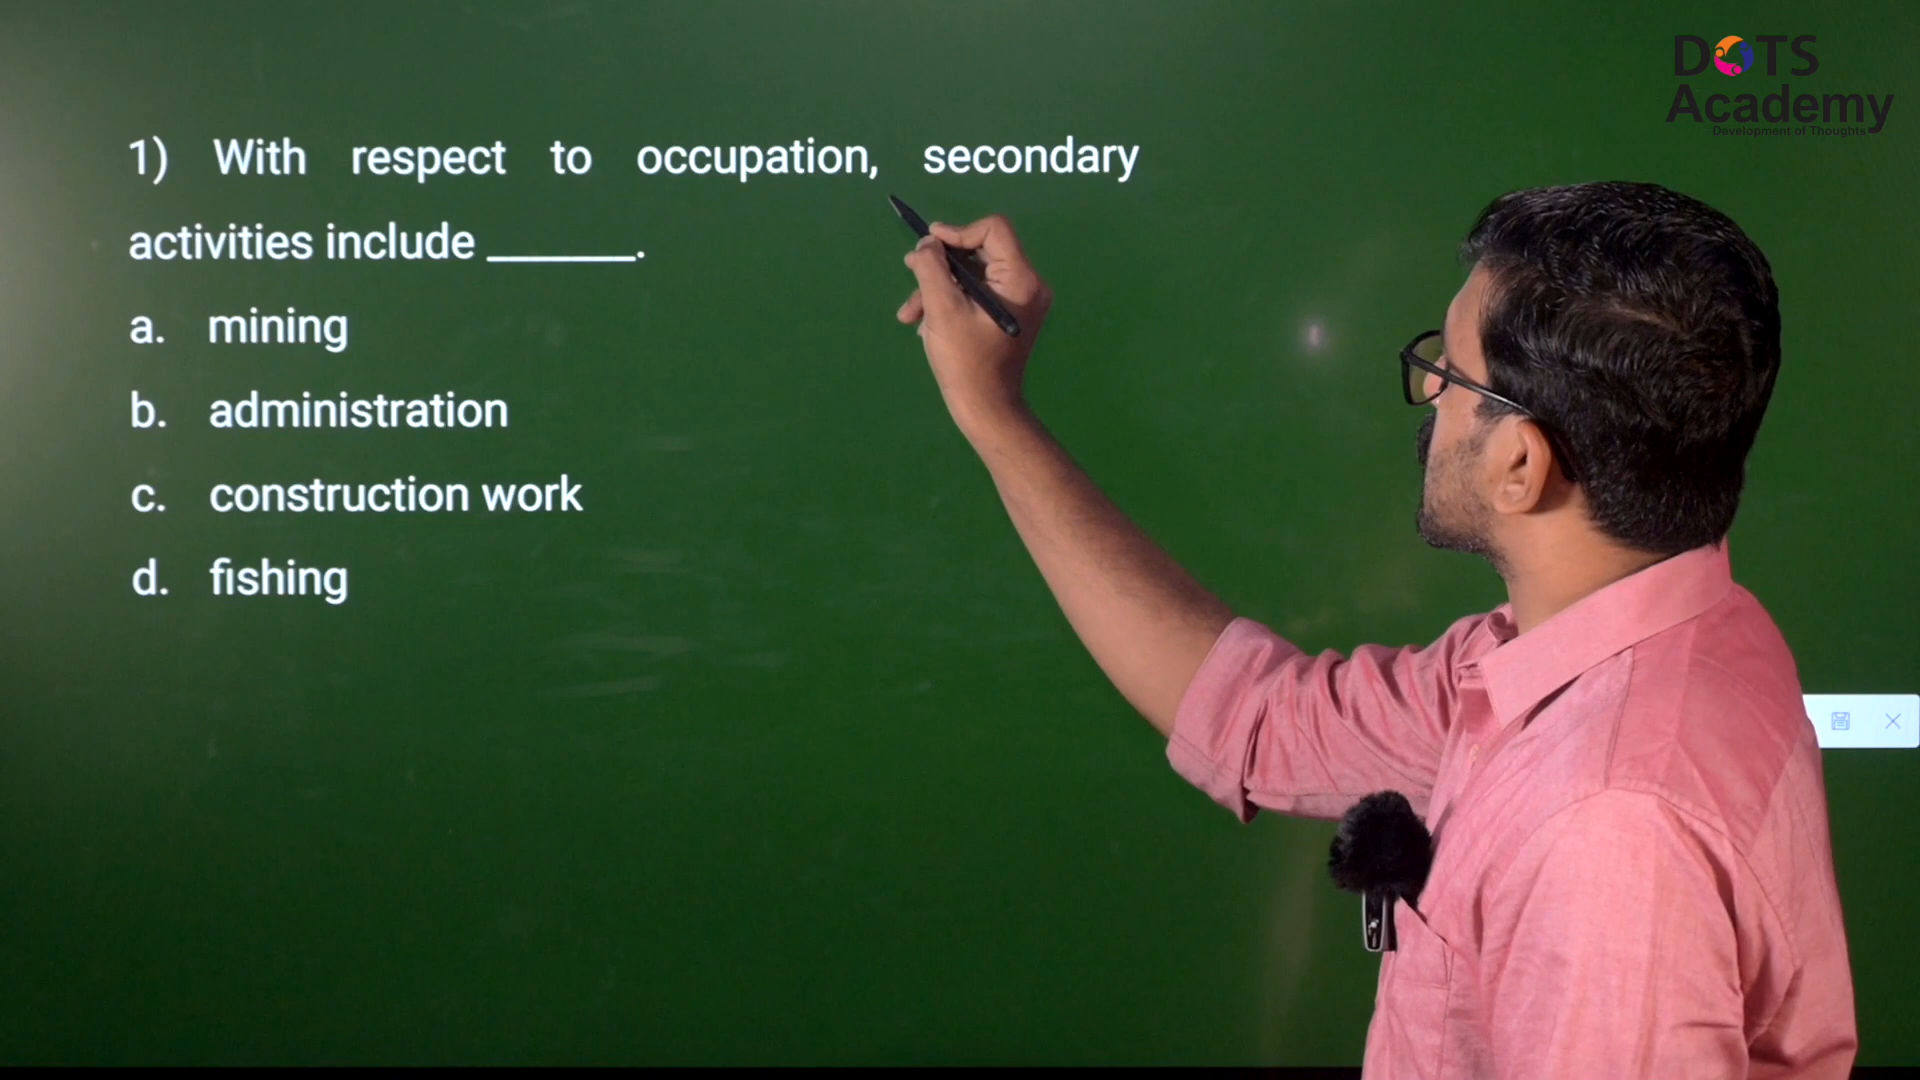 DOTS
Academy
Development of Thoughts
1) With respect to occupation, secondary
activities include ______.
a. mining
b. administration
c. construction work
d. fishing